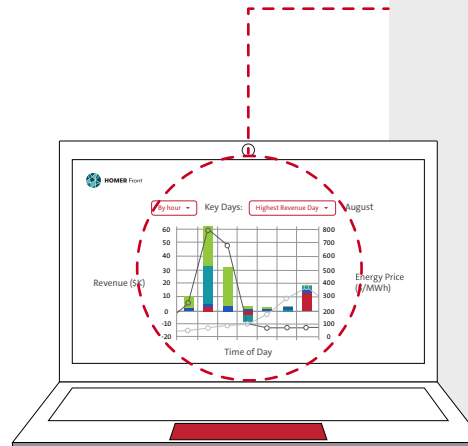 HOMER Front
By hour Key Days: Highest Revenue Day August
60 800
50 700
40 600
30 500
Revenue ($K) Energy Price
20 400
($/MWh)
10 300
0 200
-10 100
-20 0
Time of Day